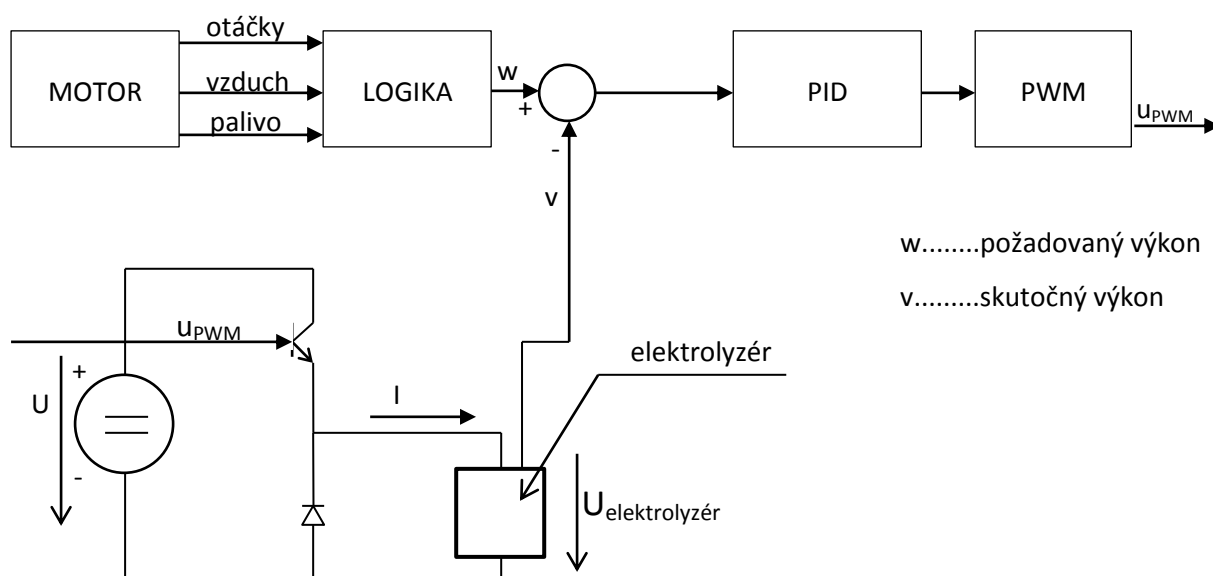 otáčky
MOTOR
vzduch
palivo
LOGIKA
w
+
-
v
PID
PWM
uPWM
w........požadovaný výkon
v.........skutočný výkon
uPWM
U
+
-
I
elektrolyzér
Uelektrolyzér